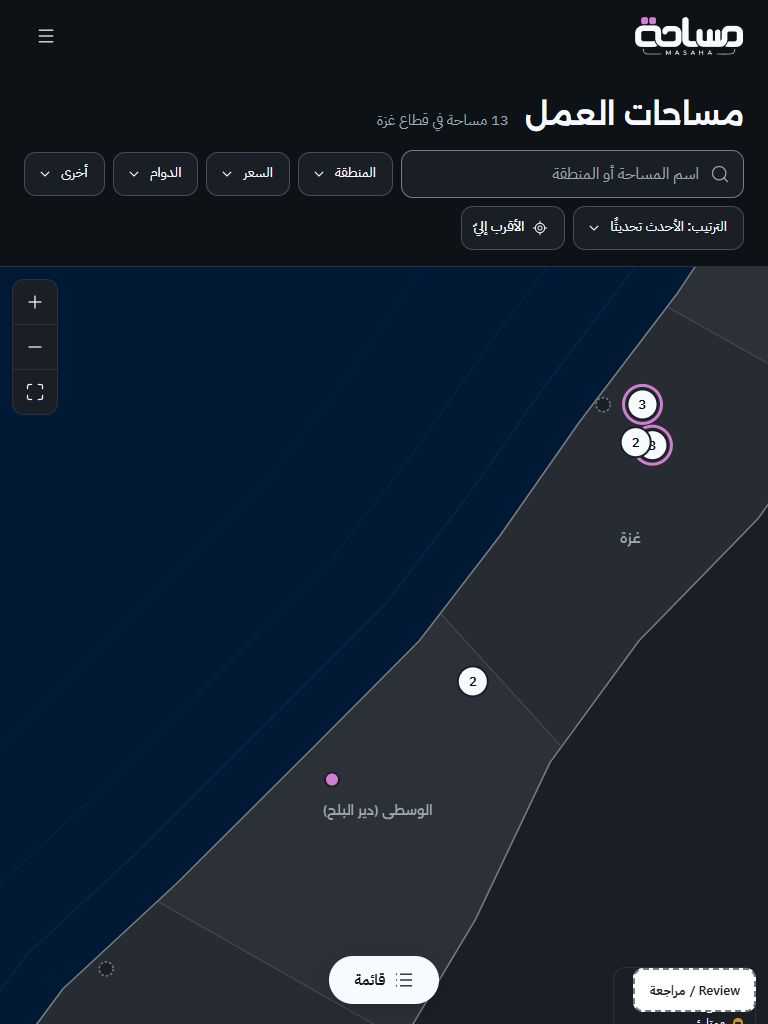 مساحة
MASAHA
مساحات العمل
13 مساحة في قطاع غزة
اسم المساحة أو المنطقة
المنطقة
السعر
الدوام
أخرى
الترتيب: الأحدث تحديثًا
الأقرب إليّ
3
2
3
غزة
2
الوسطى (دير البلح)
قائمة
Review / مراجعة